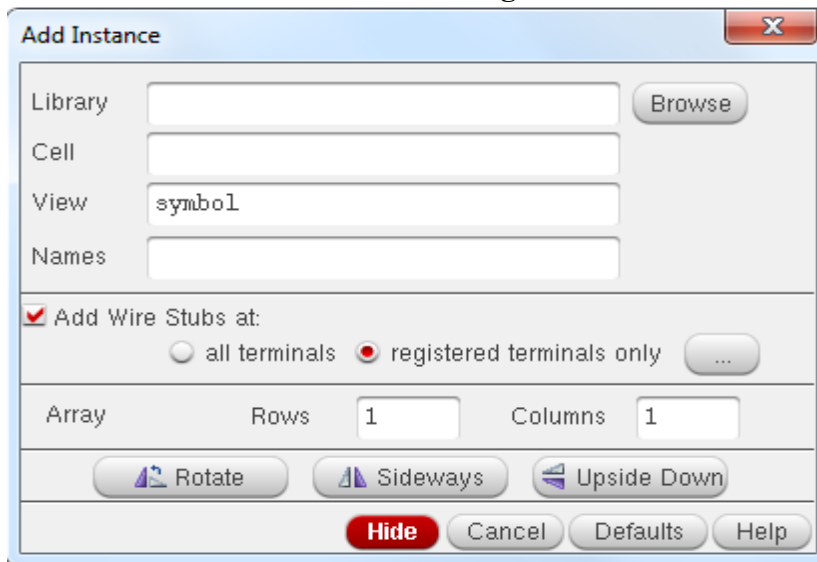 Add Instance
Library Browse
Cell
View symbol
Names
Add Wire Stubs at:
all terminals registered terminals only ...
Array Rows 1 Columns 1
Rotate Sideways Upside Down
Hide Cancel Defaults Help